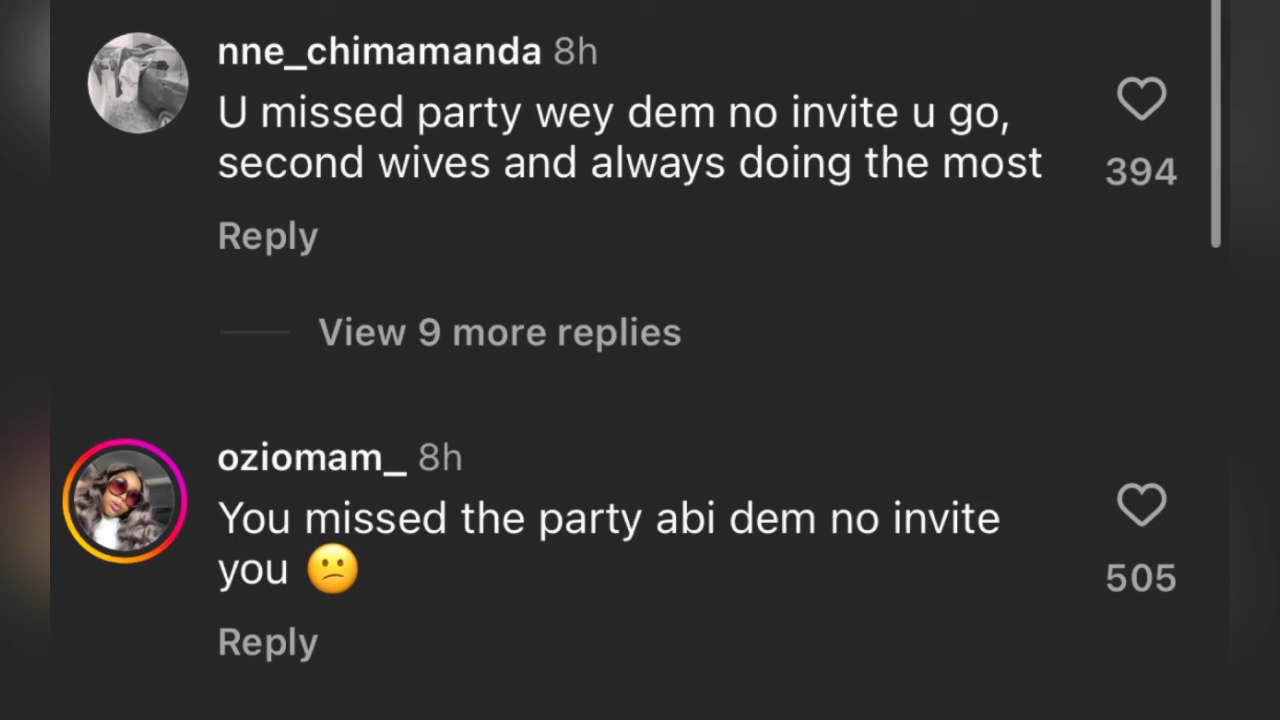 nne_chimamanda 8h
U missed party wey dem no invite u go,
second wives and always doing the most
394
Reply
View 9 more replies
oziomam_ 8h
You missed the party abi dem no invite
you 😕
505
Reply